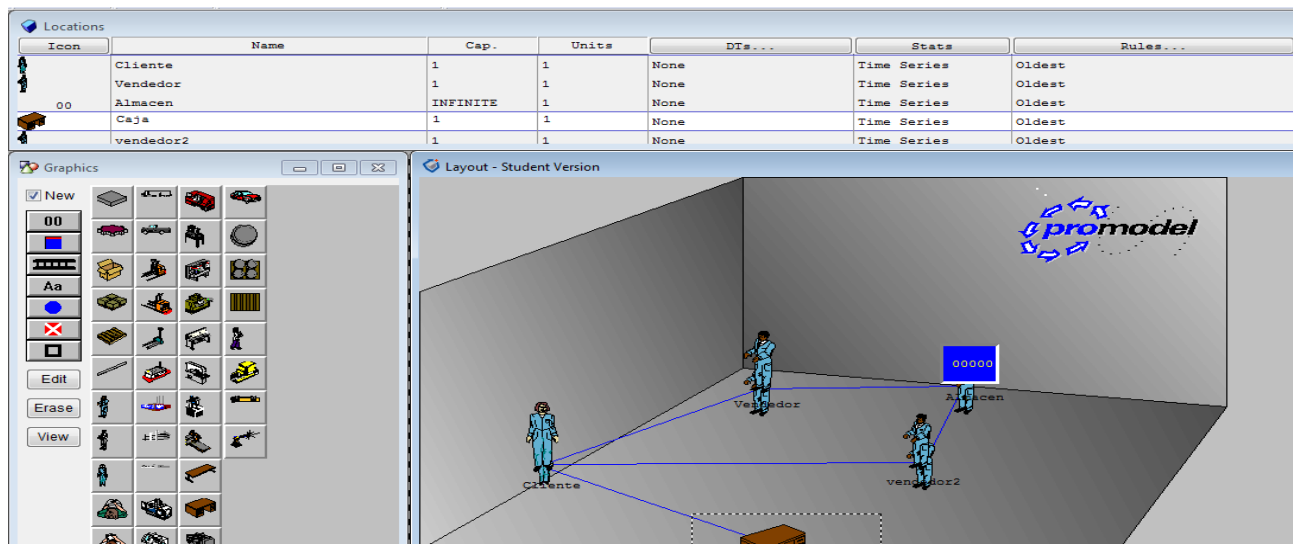 Locations
Icon Name Cap. Units DTs... Stats Rules...
Cliente 1 1 None Time Series Oldest
Vendedor 1 1 None Time Series Oldest
00 Almacen INFINITE 1 None Time Series Oldest
Caja 1 1 None Time Series Oldest
vendedor2 1 1 None Time Series Oldest
Graphics
Layout - Student Version
New
00
Aa
Edit
Erase
View
promodel
00000
Vendedor
Almacen
vendedor2
Cliente